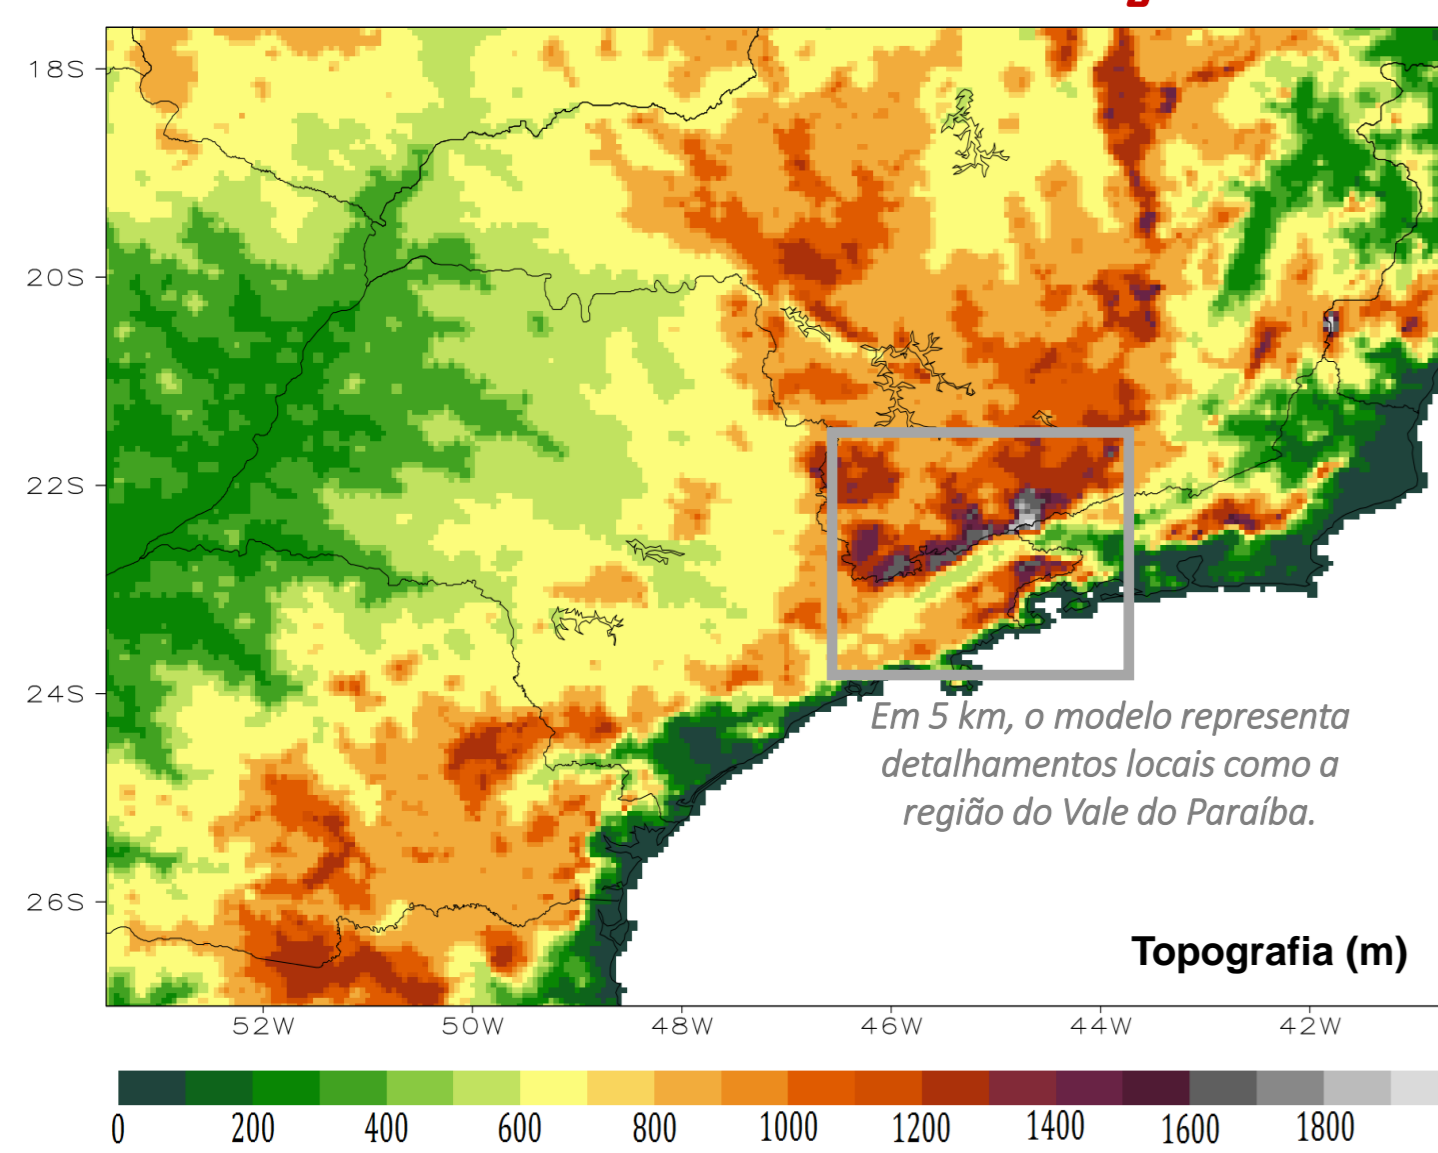 18S
20S
22S
24S
26S
Em 5 km, o modelo representa
detalhamentos locais como a
região do Vale do Paraíba.
Topografia (m)
52W 50W 48W 46W 44W 42W
0 200 400 600 800 1000 1200 1400 1600 1800